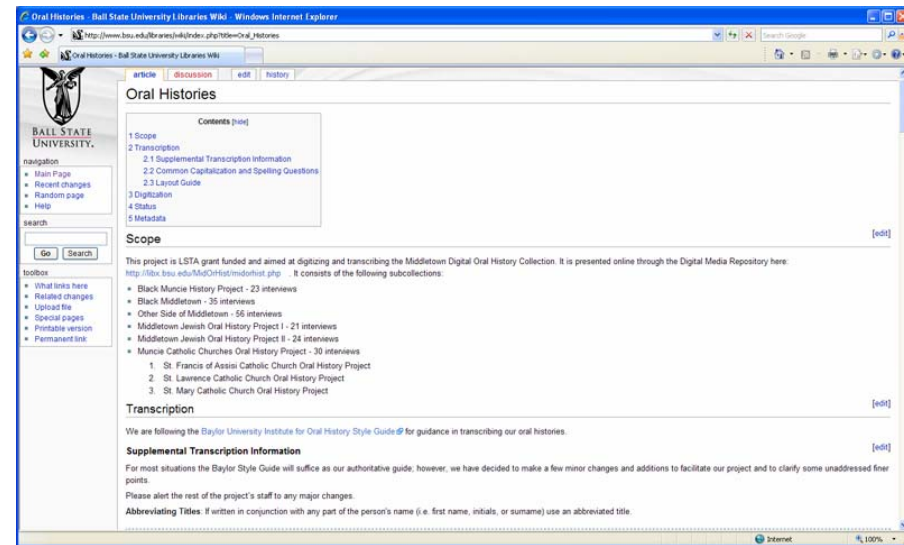 Oral Histories - Ball State University Libraries Wiki - Windows Internet Explorer
http://www.bsu.edu/libraries/wiki/index.php?title=Oral_Histories
Search Google
Oral Histories - Ball State University Libraries Wiki
article
discussion
edit
history
BALL STATE
UNIVERSITY.
navigation
Main Page
Recent changes
Random page
Help
search
Go
Search
toolbox
What links here
Related changes
Upload file
Special pages
Printable version
Permanent link
Oral Histories
Contents [hide]
1 Scope
2 Transcription
2.1 Supplemental Transcription Information
2.2 Common Capitalization and Spelling Questions
2.3 Layout Guide
3 Digitization
4 Status
5 Metadata
Scope
[edit]
This project is LSTA grant funded and aimed at digitizing and transcribing the Middletown Digital Oral History Collection. It is presented online through the Digital Media Repository here:
http://libx.bsu.edu/MidOrHist/midorhist.php . It consists of the following subcollections:
Black Muncie History Project - 23 interviews
Black Middletown - 35 interviews
Other Side of Middletown - 56 interviews
Middletown Jewish Oral History Project I - 21 interviews
Middletown Jewish Oral History Project II - 24 interviews
Muncie Catholic Churches Oral History Project - 30 interviews
1. St. Francis of Assisi Catholic Church Oral History Project
2. St. Lawrence Catholic Church Oral History Project
3. St. Mary Catholic Church Oral History Project
Transcription
[edit]
We are following the Baylor University Institute for Oral History Style Guide for guidance in transcribing our oral histories.
Supplemental Transcription Information
[edit]
For most situations the Baylor Style Guide will suffice as our authoritative guide; however, we have decided to make a few minor changes and additions to facilitate our project and to clarify some unaddressed finer
points.
Please alert the rest of the project's staff to any major changes.
Abbreviating Titles: If written in conjunction with any part of the person's name (i.e. first name, initials, or surname) use an abbreviated title.
Internet
100%